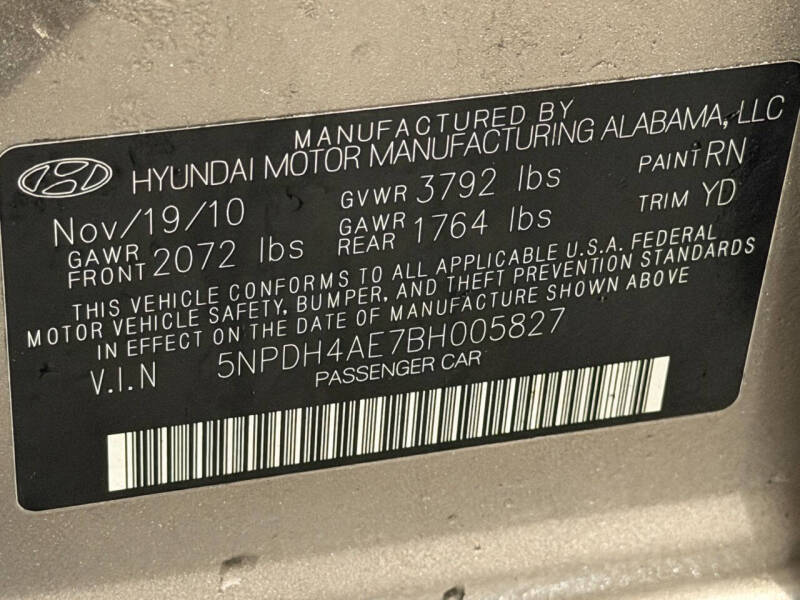 MANUFACTURED BY
HYUNDAI MOTOR MANUFACTURING ALABAMA, LLC
Nov/19/10 GVWR 3792 lbs PAINT RN
GAWR FRONT 2072 lbs GAWR REAR 1764 lbs TRIM YD
THIS VEHICLE CONFORMS TO ALL APPLICABLE U.S.A. FEDERAL
MOTOR VEHICLE SAFETY, BUMPER, AND THEFT PREVENTION STANDARDS
IN EFFECT ON THE DATE OF MANUFACTURE SHOWN ABOVE
V.I.N 5NPDH4AE7BH005827
PASSENGER CAR